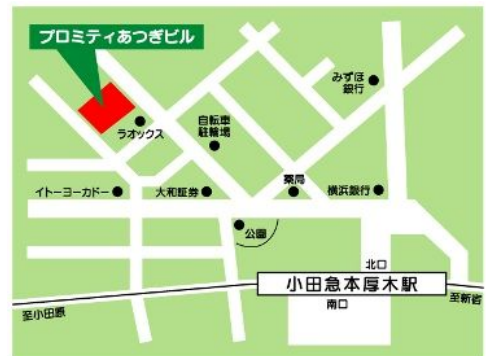 プロミティあつぎビル
みずほ
銀行
ラオックス
自転車
駐輪場
薬局
イトーヨーカドー
大和証券
横浜銀行
公園
北口
小田急本厚木駅
南口
至小田原
至新宿